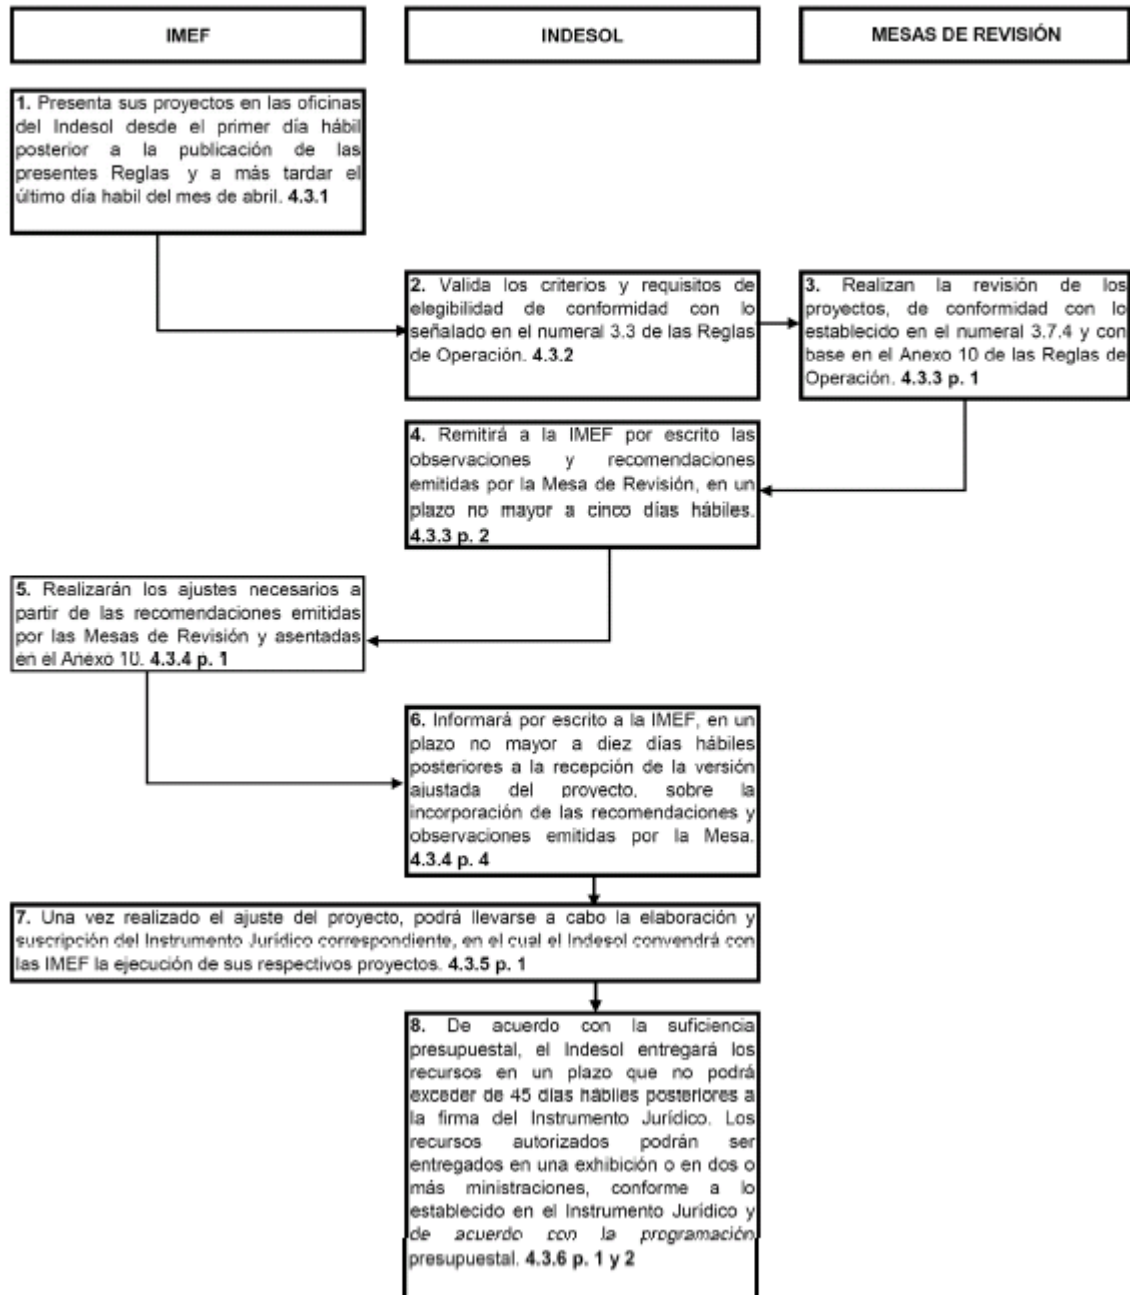 IMEF
INDESOL
MESAS DE REVISIÓN
1. Presenta sus proyectos en las oficinas
del Indesol desde el primer día hábil
posterior a la publicación de las
presentes Reglas y a más tardar el
último día habil del mes de abril. 4.3.1
2. Valida los criterios y requisitos de
elegibilidad de conformidad con lo
señalado en el numeral 3.3 de las Reglas
de Operación. 4.3.2
3. Realizan la revisión de los
proyectos, de conformidad con lo
establecido en el numeral 3.7.4 y con
base en el Anexo 10 de las Reglas de
Operación. 4.3.3 p. 1
4. Remitirá a la IMEF por escrito las
observaciones y recomendaciones
emitidas por la Mesa de Revisión, en un
plazo no mayor a cinco días hábiles.
4.3.3 p. 2
5. Realizarán los ajustes necesarios a
partir de las recomendaciones emitidas
por las Mesas de Revisión y asentadas
en el Anexo 10. 4.3.4 p. 1
6. Informará por escrito a la IMEF, en un
plazo no mayor a diez días hábiles
posteriores a la recepción de la versión
ajustada del proyecto, sobre la
incorporación de las recomendaciones y
observaciones emitidas por la Mesa.
4.3.4 p. 4
7. Una vez realizado el ajuste del proyecto, podrá llevarse a cabo la elaboración y
suscripción del Instrumento Jurídico correspondiente, en el cual el Indesol convendrá con
las IMEF la ejecución de sus respectivos proyectos. 4.3.5 p. 1
8. De acuerdo con la suficiencia
presupuestal, el Indesol entregará los
recursos en un plazo que no podrá
exceder de 45 días hábiles posteriores a
la firma del Instrumento Jurídico. Los
recursos autorizados podrán ser
entregados en una exhibición o en dos o
más ministraciones, conforme a lo
establecido en el Instrumento Jurídico y
de acuerdo con la programación
presupuestal. 4.3.6 p. 1 y 2